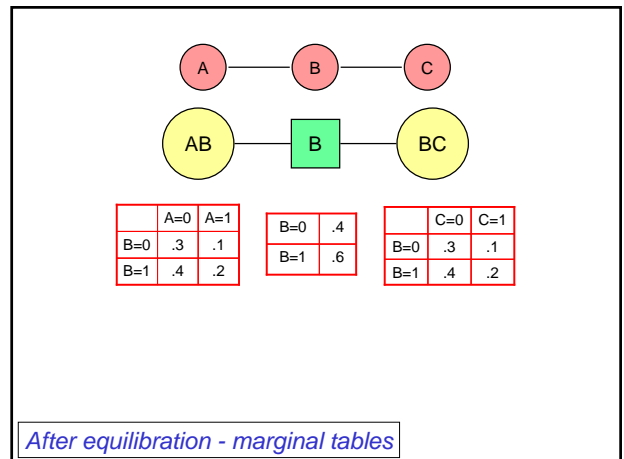 A B C
AB B BC
A=0 A=1
B=0 .3 .1
B=1 .4 .2
B=0 .4
B=1 .6
C=0 C=1
B=0 .3 .1
B=1 .4 .2
After equilibration - marginal tables